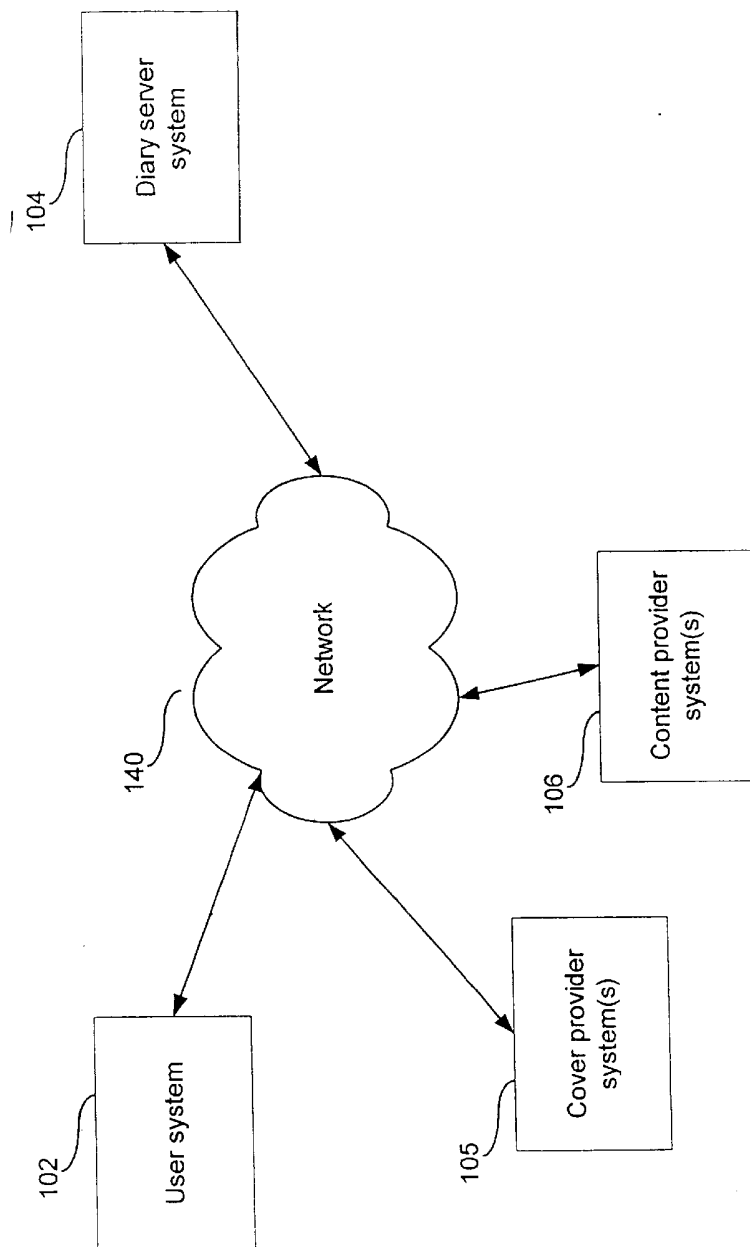 102
User system
140
Network
104
Diary server
system
105
Cover provider
system(s)
106
Content provider
system(s)